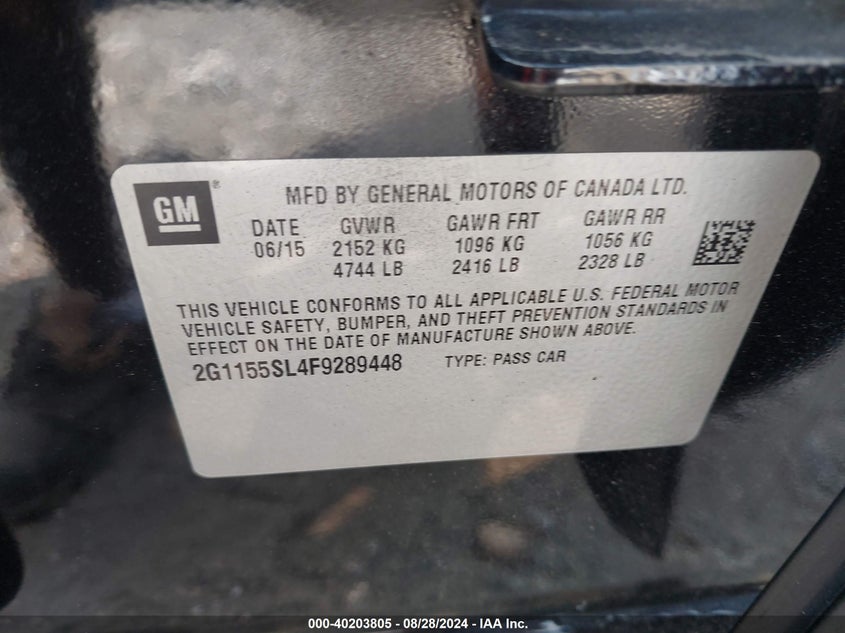 GM®
MFD BY GENERAL MOTORS OF CANADA LTD.
DATE GVWR GAWR FRT GAWR RR
06/15 2152 KG 1096 KG 1056 KG
4744 LB 2416 LB 2328 LB
THIS VEHICLE CONFORMS TO ALL APPLICABLE U.S. FEDERAL MOTOR
VEHICLE SAFETY, BUMPER, AND THEFT PREVENTION STANDARDS IN
EFFECT ON THE DATE OF MANUFACTURE SHOWN ABOVE.
2G1155SL4F9289448 TYPE: PASS CAR
000-40203805 - 08/28/2024 - IAA Inc.